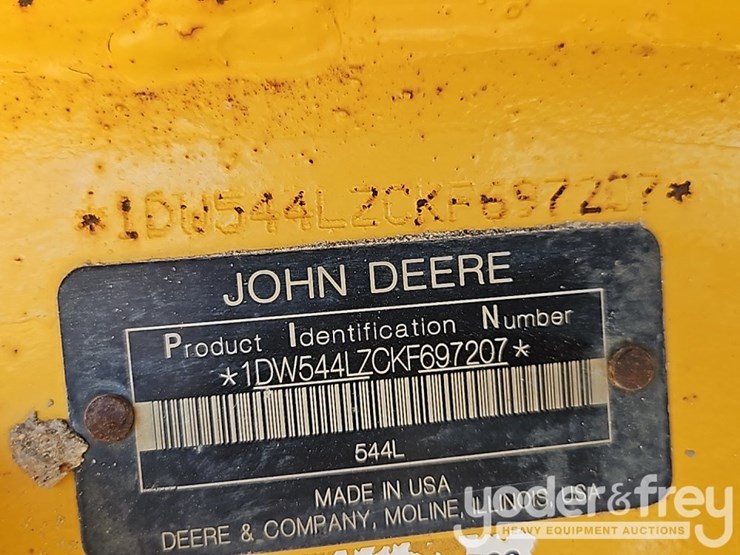 *1DW544LZCKF697207*
JOHN DEERE
Product Identification Number
*1DW544LZCKF697207*
544L
MADE IN USA
DEERE & COMPANY, MOLINE, ILLINOIS, USA
yoder&frey
HEAVY EQUIPMENT AUCTIONS